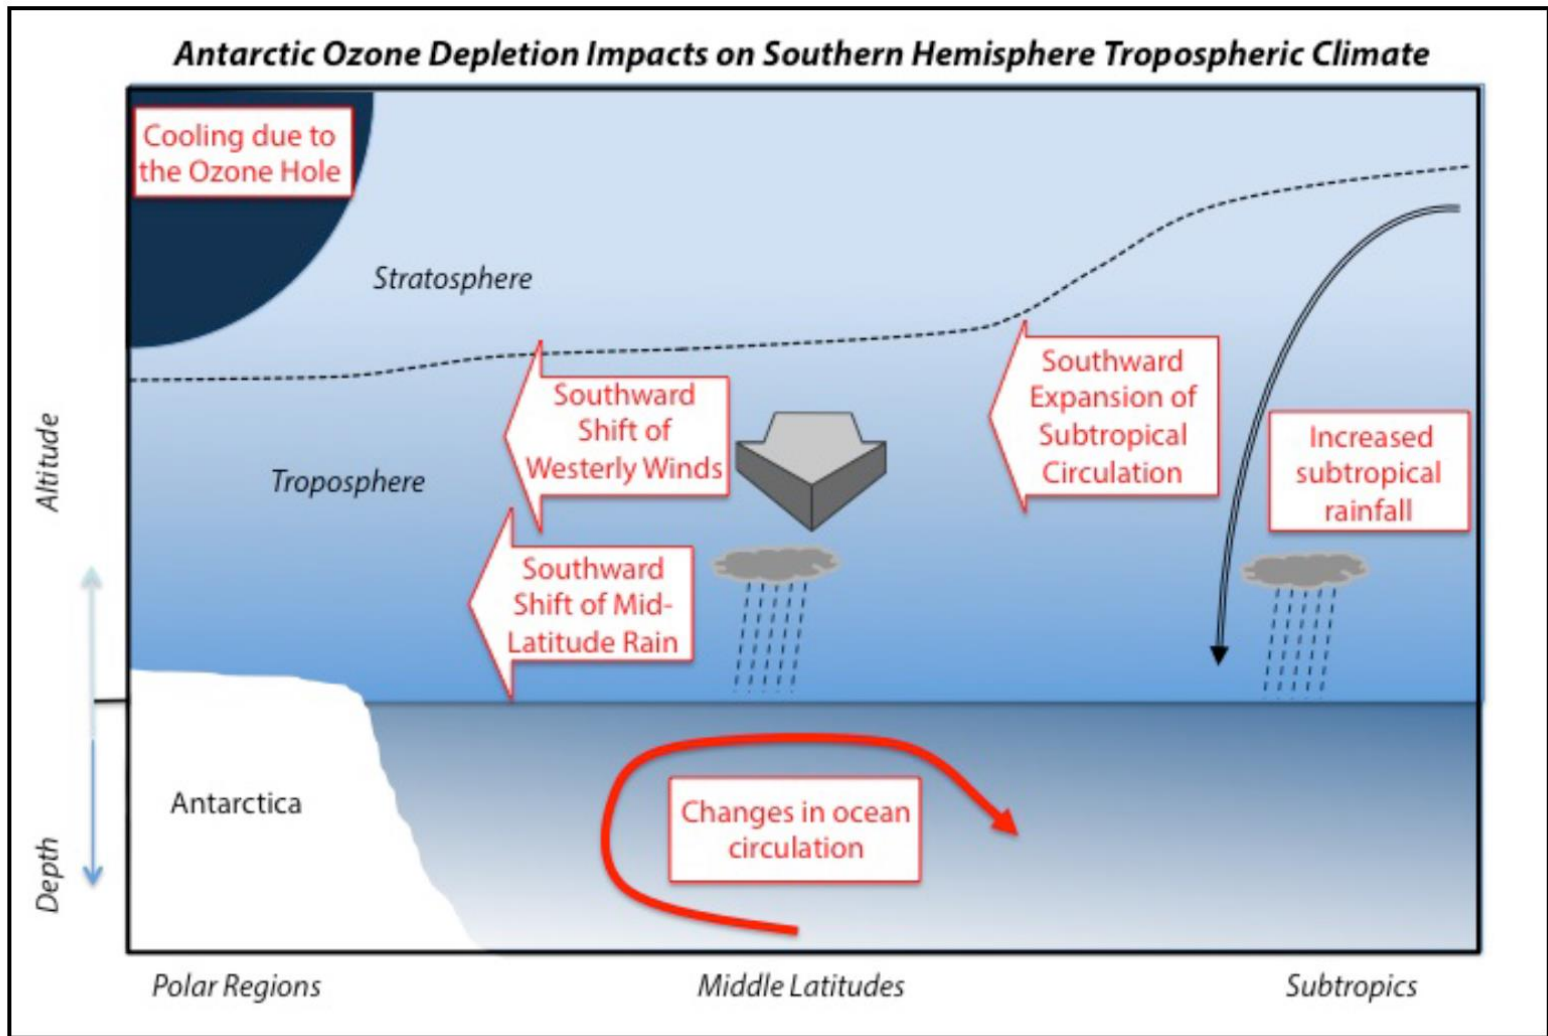 Antarctic Ozone Depletion Impacts on Southern Hemisphere Tropospheric Climate
Cooling due to
the Ozone Hole
Stratosphere
Southward
Expansion of
Subtropical
Circulation
Southward
Shift of
Westerly Winds
Increased
subtropical
rainfall
Troposphere
Altitude
Southward
Shift of Mid-
Latitude Rain
Antarctica
Changes in ocean
circulation
Depth
Polar Regions
Middle Latitudes
Subtropics